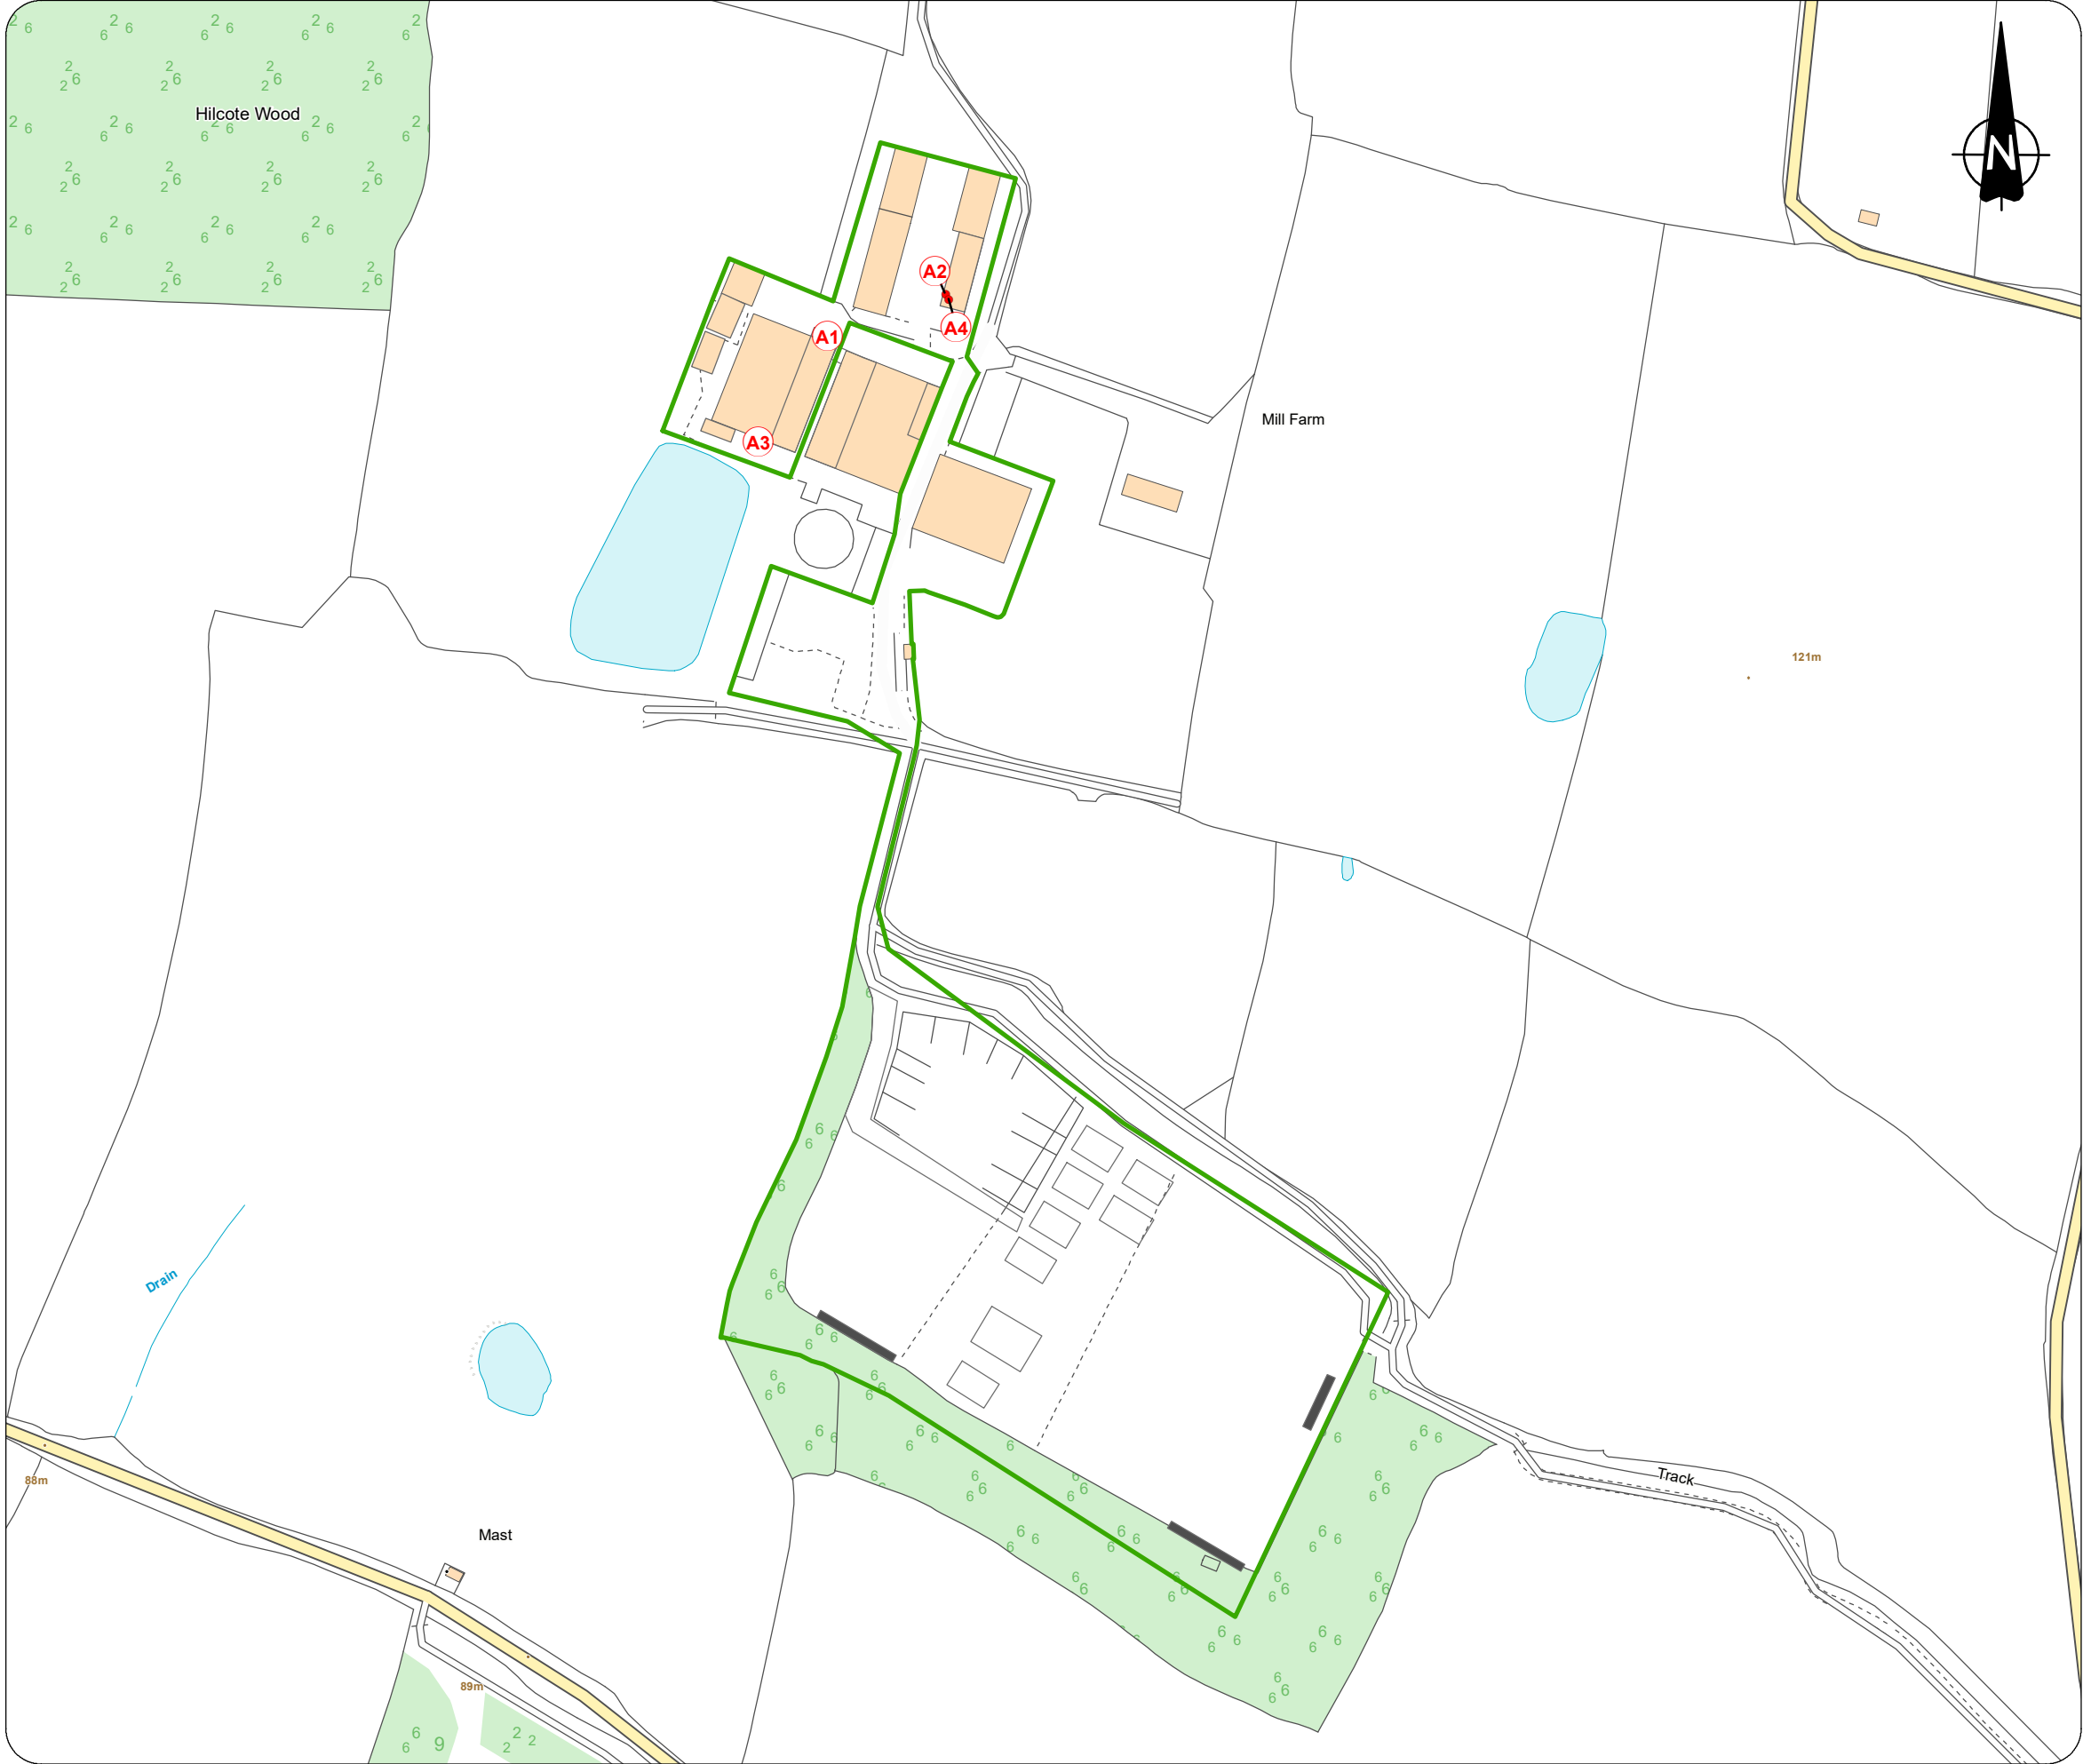 Hilcote Wood
N
A2
A4
A1
Mill Farm
A3
121m
Drain
Track
88m
Mast
89m